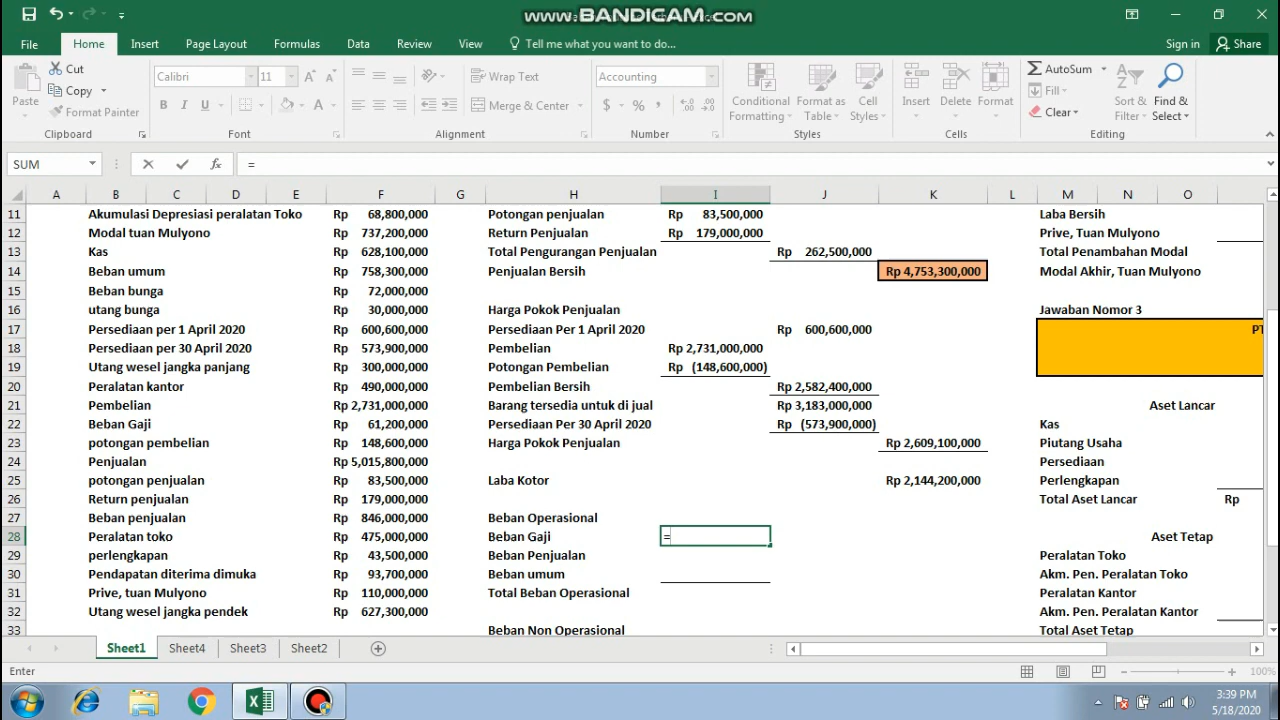 WWW.BANDICAM.COM
File Home Insert Page Layout Formulas Data Review View Tell me what you want to do... Sign in Share
Cut
Copy
Format Painter
Paste
Calibri 11
B I U
Wrap Text
Merge & Center
Accounting
$ % ,
Conditional Formatting
Formatas Table
Cell Styles
Insert Delete Format
AutoSum
Fill
Clear
Sort & Filter
Find & Select
Clipboard Font Alignment Number Styles Cells Editing
SUM fx =
A B C D E F G H I J K L M N O
11 Akumulasi Depresiasi peralatan Toko Rp 68,800,000 Potongan penjualan Rp 83,500,000 Laba Bersih
12 Modal tuan Mulyono Rp 737,200,000 Return Penjualan Rp 179,000,000 Prive, Tuan Mulyono
13 Kas Rp 628,100,000 Total Pengurangan Penjualan Rp 262,500,000 Total Penambahan Modal
14 Beban umum Rp 758,300,000 Penjualan Bersih Rp 4,753,300,000 Modal Akhir, Tuan Mulyono
15 Beban bunga Rp 72,000,000
16 utang bunga Rp 30,000,000 Harga Pokok Penjualan Jawaban Nomor 3
17 Persediaan per 1 April 2020 Rp 600,600,000 Persediaan Per 1 April 2020 Rp 600,600,000 PT
18 Persediaan per 30 April 2020 Rp 573,900,000 Pembelian Rp 2,731,000,000
19 Utang wesel jangka panjang Rp 300,000,000 Potongan Pembelian Rp (148,600,000)
20 Peralatan kantor Rp 490,000,000 Pembelian Bersih Rp 2,582,400,000
21 Pembelian Rp 2,731,000,000 Barang tersedia untuk di jual Rp 3,183,000,000 Aset Lancar
22 Beban Gaji Rp 61,200,000 Persediaan Per 30 April 2020 Rp (573,900,000) Kas
23 potongan pembelian Rp 148,600,000 Harga Pokok Penjualan Rp 2,609,100,000 Piutang Usaha
24 Penjualan Rp 5,015,800,000 Persediaan
25 potongan penjualan Rp 83,500,000 Laba Kotor Rp 2,144,200,000 Perlengkapan
26 Return penjualan Rp 179,000,000 Total Aset Lancar Rp
27 Beban penjualan Rp 846,000,000 Beban Operasional
28 Peralatan toko Rp 475,000,000 Beban Gaji = Aset Tetap
29 perlengkapan Rp 43,500,000 Beban Penjualan Peralatan Toko
30 Pendapatan diterima dimuka Rp 93,700,000 Beban umum Akm. Pen. Peralatan Toko
31 Prive, tuan Mulyono Rp 110,000,000 Total Beban Operasional Peralatan Kantor
32 Utang wesel jangka pendek Rp 627,300,000 Akm. Pen. Peralatan Kantor
33 Beban Non Operasional Total Aset Tetap
Sheet1 Sheet4 Sheet3 Sheet2
Enter 100%
3:39 PM
5/18/2020